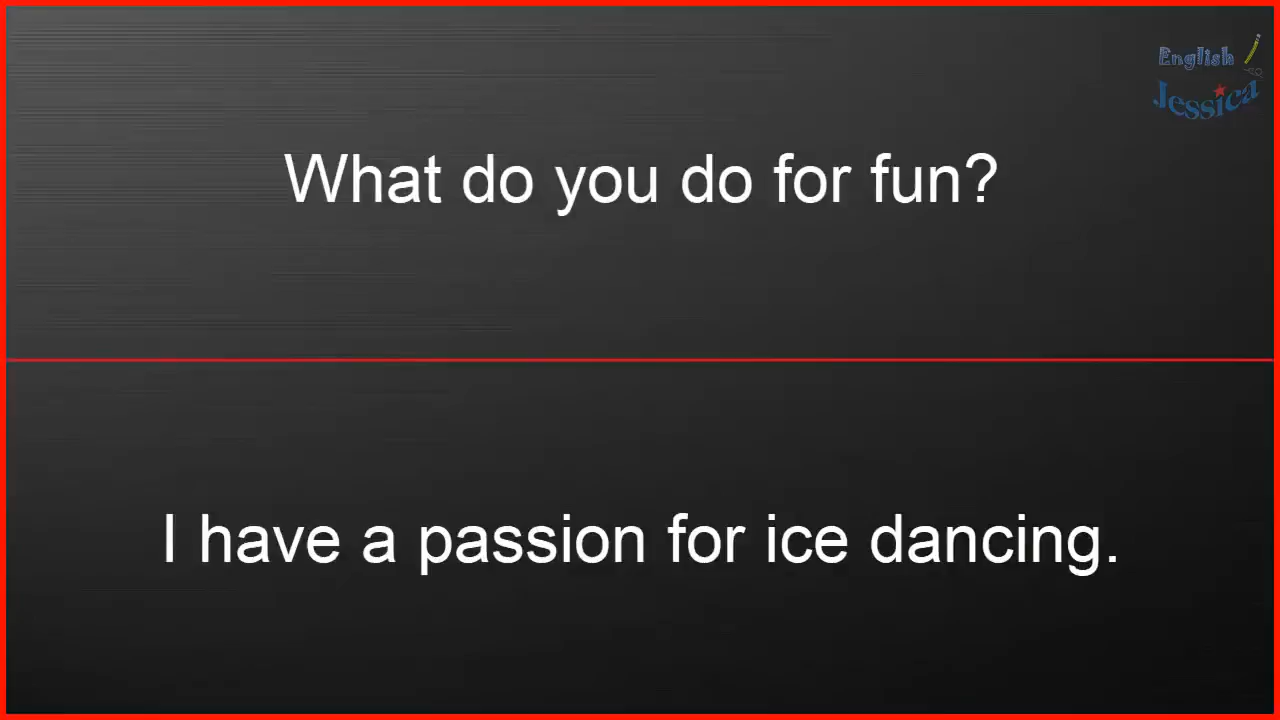 English
Jessica
What do you do for fun?
I have a passion for ice dancing.